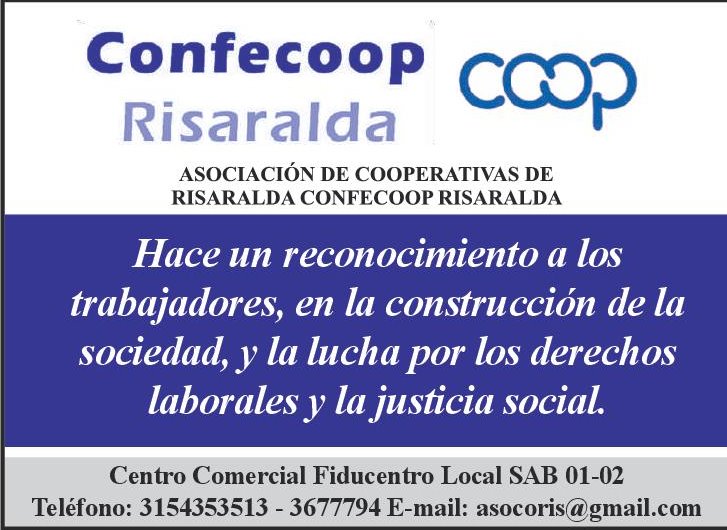 Confecoop
Risaralda
coop
ASOCIACIÓN DE COOPERATIVAS DE
RISARALDA CONFECOOP RISARALDA
Hace un reconocimiento a los
trabajadores, en la construcción de la
sociedad, y la lucha por los derechos
laborales y la justicia social.
Centro Comercial Fiducentro Local SAB 01-02
Teléfono: 3154353513 - 3677794 E-mail: asocoris@gmail.com